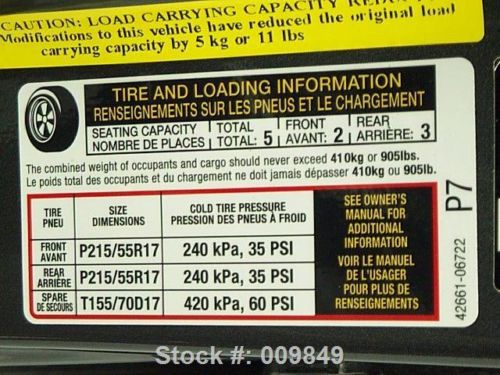 CAUTION: LOAD CARRYING CAPACITY
Modifications to this vehicle have reduced the original load
carrying capacity by 5 kg or 11 lbs
TIRE AND LOADING INFORMATION
RENSEIGNEMENTS SUR LES PNEUS ET LE CHARGEMENT
SEATING CAPACITY TOTAL FRONT REAR
NOMBRE DE PLACES TOTAL: 5 AVANT: 2 ARRIÈRE: 3
The combined weight of occupants and cargo should never exceed 410kg or 905lbs.
Le poids total des occupants et du chargement ne doit jamais dépasser 410kg ou 905lb.
TIRE
PNEU
SIZE
DIMENSIONS
COLD TIRE PRESSURE
PRESSION DES PNEUS À FROID
FRONT
AVANT
P215/55R17
240 kPa, 35 PSI
REAR
ARRIÈRE
P215/55R17
240 kPa, 35 PSI
SPARE
DE SECOURS
T155/70D17
420 kPa, 60 PSI
SEE OWNER'S
MANUAL FOR
ADDITIONAL
INFORMATION
VOIR LE MANUEL
DE L'USAGER
POUR PLUS DE
RENSEIGNEMENTS
P7
42661-06722
Stock #: 009849